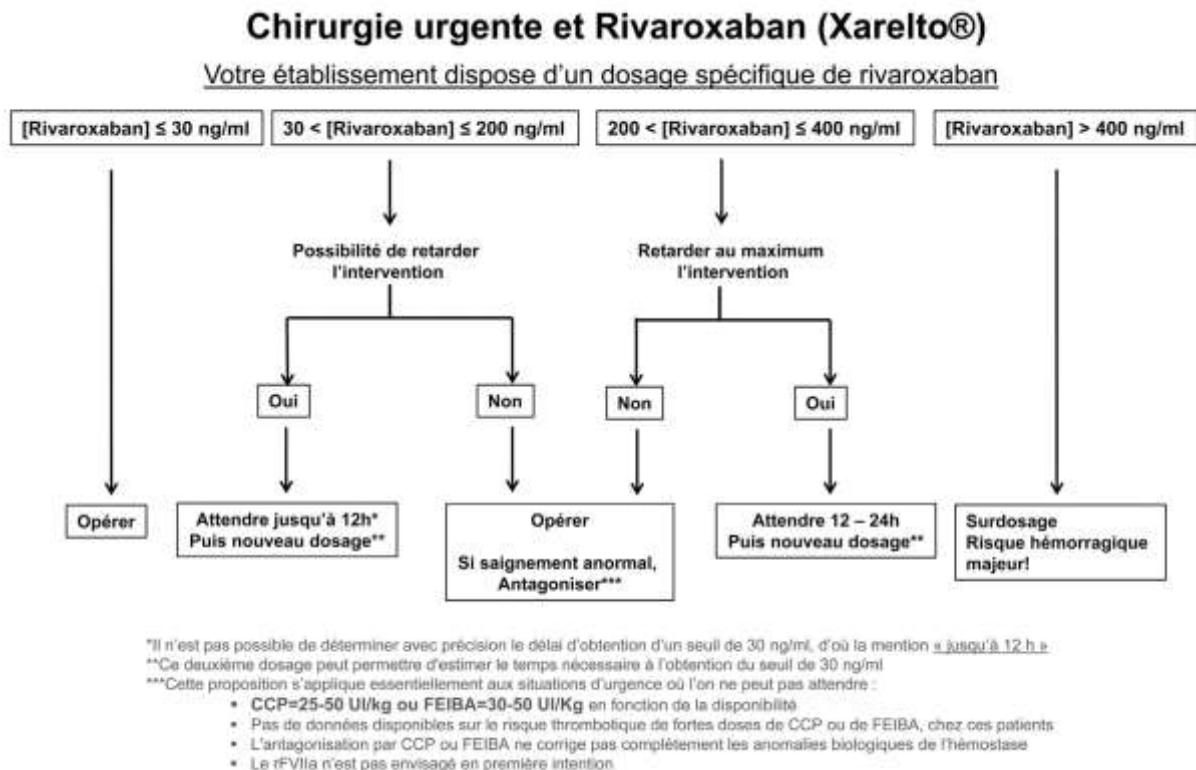 Chirurgie urgente et Rivaroxaban (Xarelto®)
Votre établissement dispose d'un dosage spécifique de rivaroxaban
[Rivaroxaban] ≤ 30 ng/ml
30 < [Rivaroxaban] ≤ 200 ng/ml
200 < [Rivaroxaban] ≤ 400 ng/ml
[Rivaroxaban] > 400 ng/ml
Possibilité de retarder
l'intervention
Retarder au maximum
l'intervention
Oui
Non
Non
Oui
Opérer
Attendre jusqu'à 12h*
Puis nouveau dosage**
Opérer
Si saignement anormal,
Antagoniser***
Attendre 12 – 24h
Puis nouveau dosage**
Surdosage
Risque hémorragique
majeur!
*Il n'est pas possible de déterminer avec précision le délai d'obtention d'un seuil de 30 ng/ml, d'où la mention « jusqu'à 12 h »
**Ce deuxième dosage peut permettre d'estimer le temps nécessaire à l'obtention du seuil de 30 ng/ml
***Cette proposition s'applique essentiellement aux situations d'urgence où l'on ne peut pas attendre :
▪ CCP=25-50 UI/kg ou FEIBA=30-50 UI/Kg en fonction de la disponibilité
▪ Pas de données disponibles sur le risque thrombotique de fortes doses de CCP ou de FEIBA, chez ces patients
▪ L'antagonisation par CCP ou FEIBA ne corrige pas complètement les anomalies biologiques de l'hémostase
▪ Le rFVIIa n'est pas envisagé en première intention